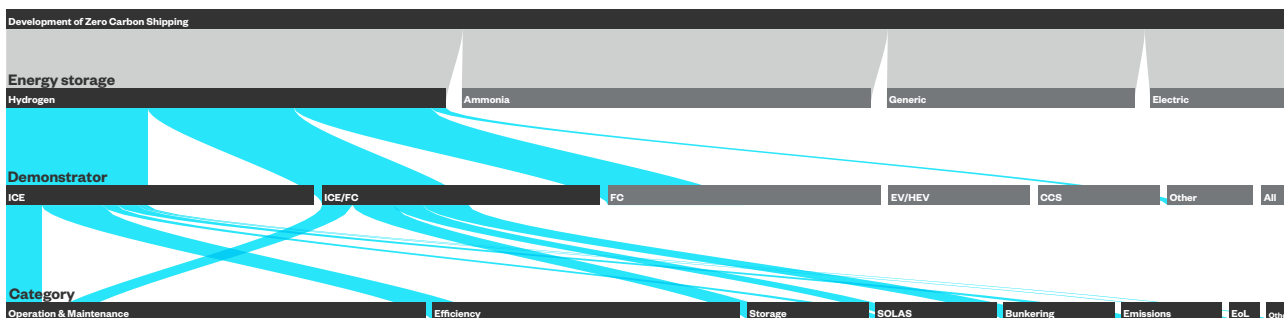 Development of Zero Carbon Shipping
Energy storage
Hydrogen Ammonia Generic Electric
Demonstrator
ICE ICE/FC FC EV/HEV CCS Other All
Category
Operation & Maintenance Efficiency Storage SOLAS Bunkering Emissions EoL